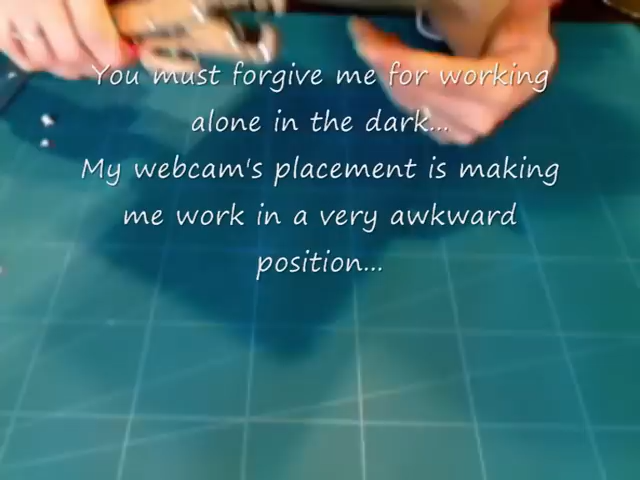 You must forgive me for working
alone in the dark...
My webcam's placement is making
me work in a very awkward
position...